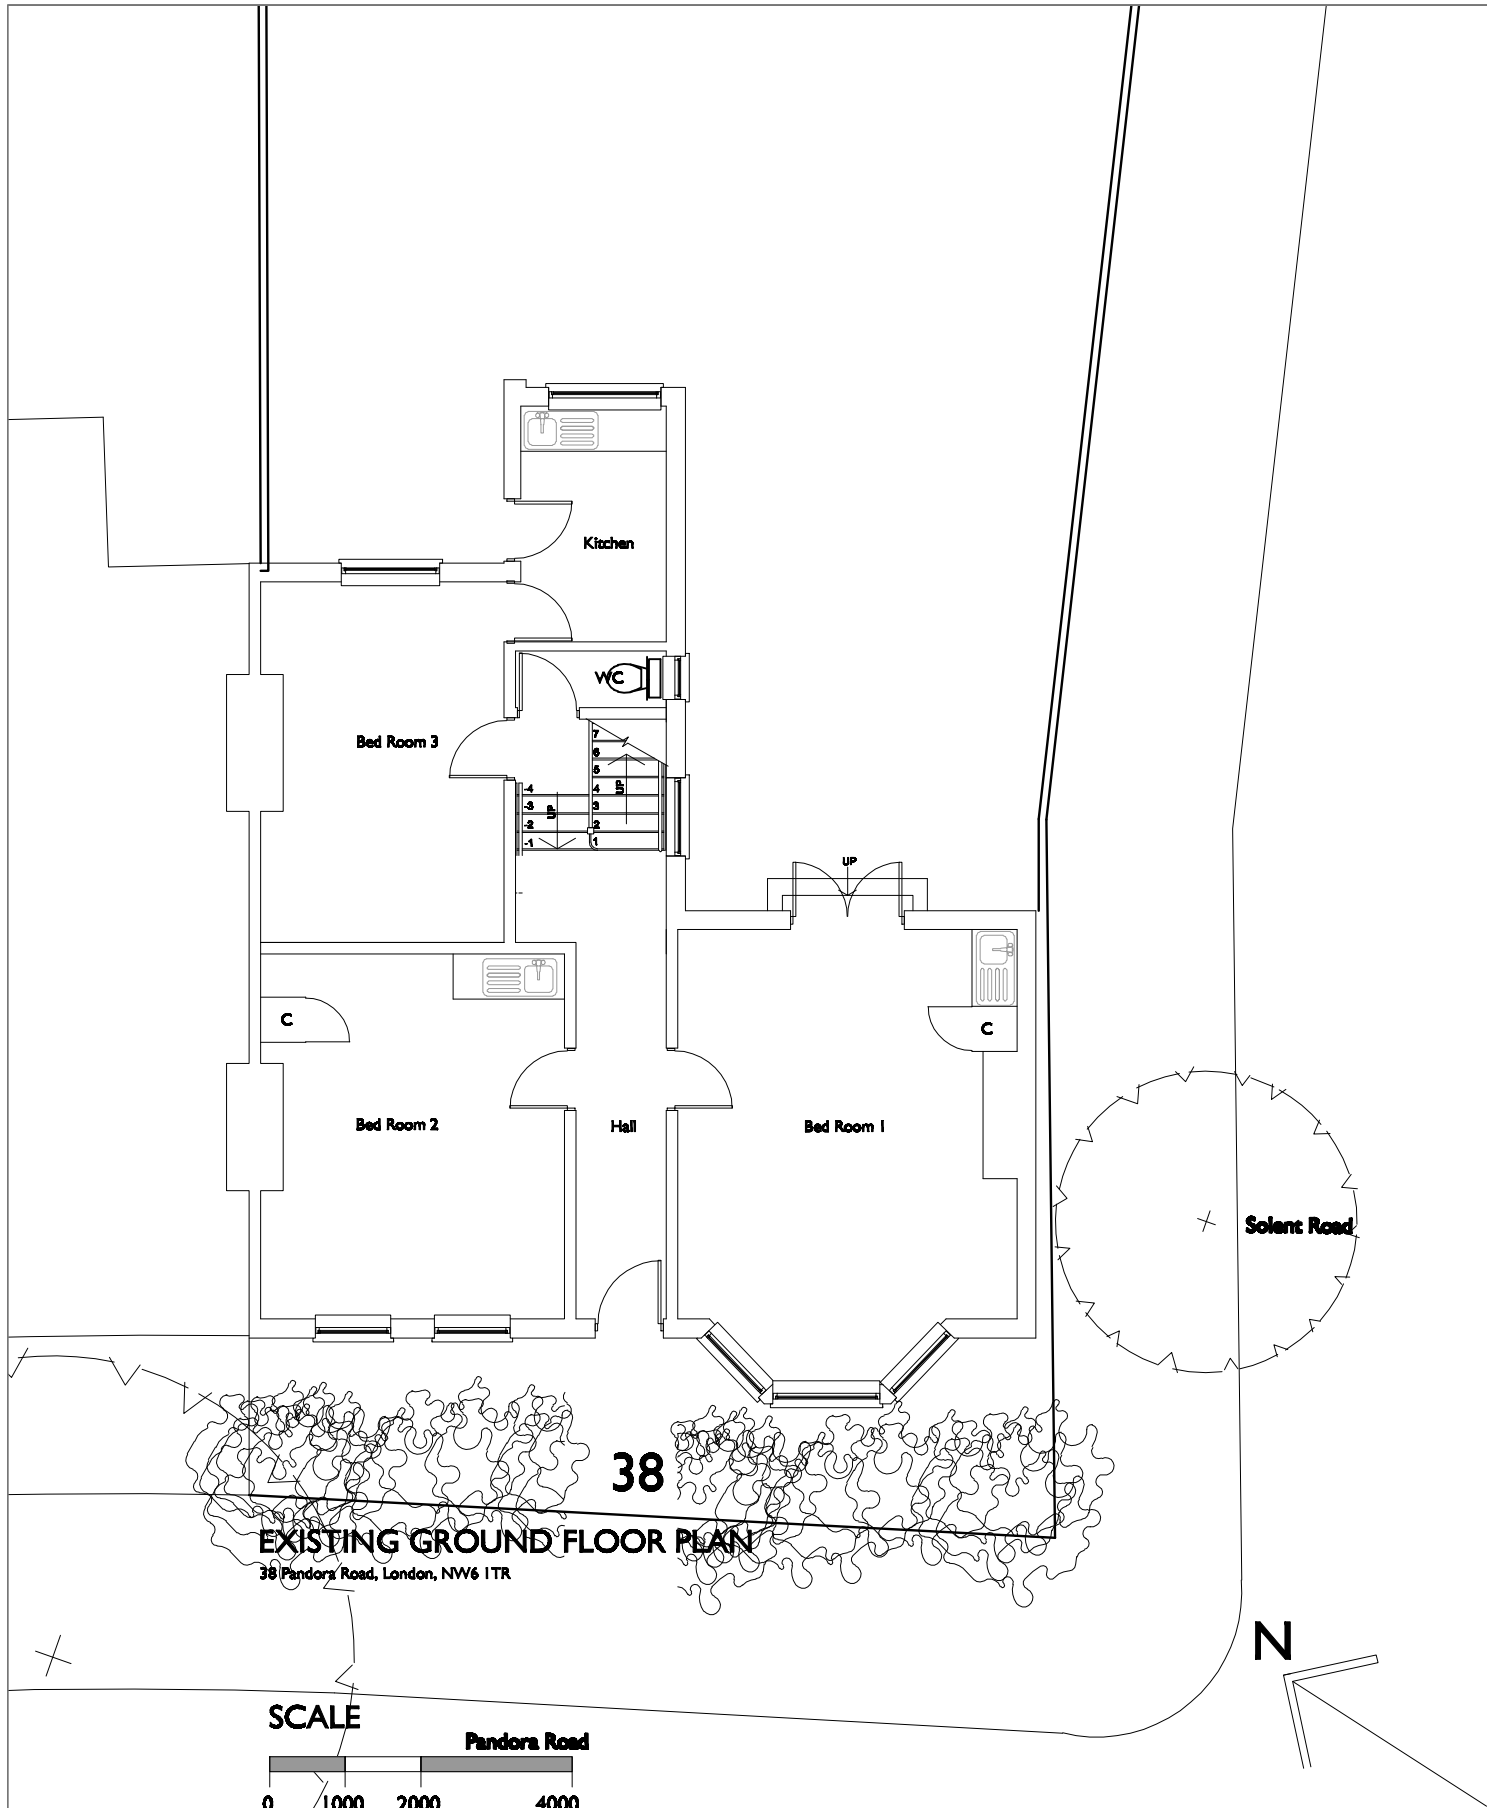 Kitchen
WC
Bed Room 3
7
6
5
-4 4
-3 UP 3 UP
-2 2
-1 1
UP
C
C
Bed Room 2
Hall
Bed Room 1
Solent Road
38
EXISTING GROUND FLOOR PLAN
38 Pandora Road, London, NW6 1TR
N
SCALE
Pandora Road
0 1000 2000 4000